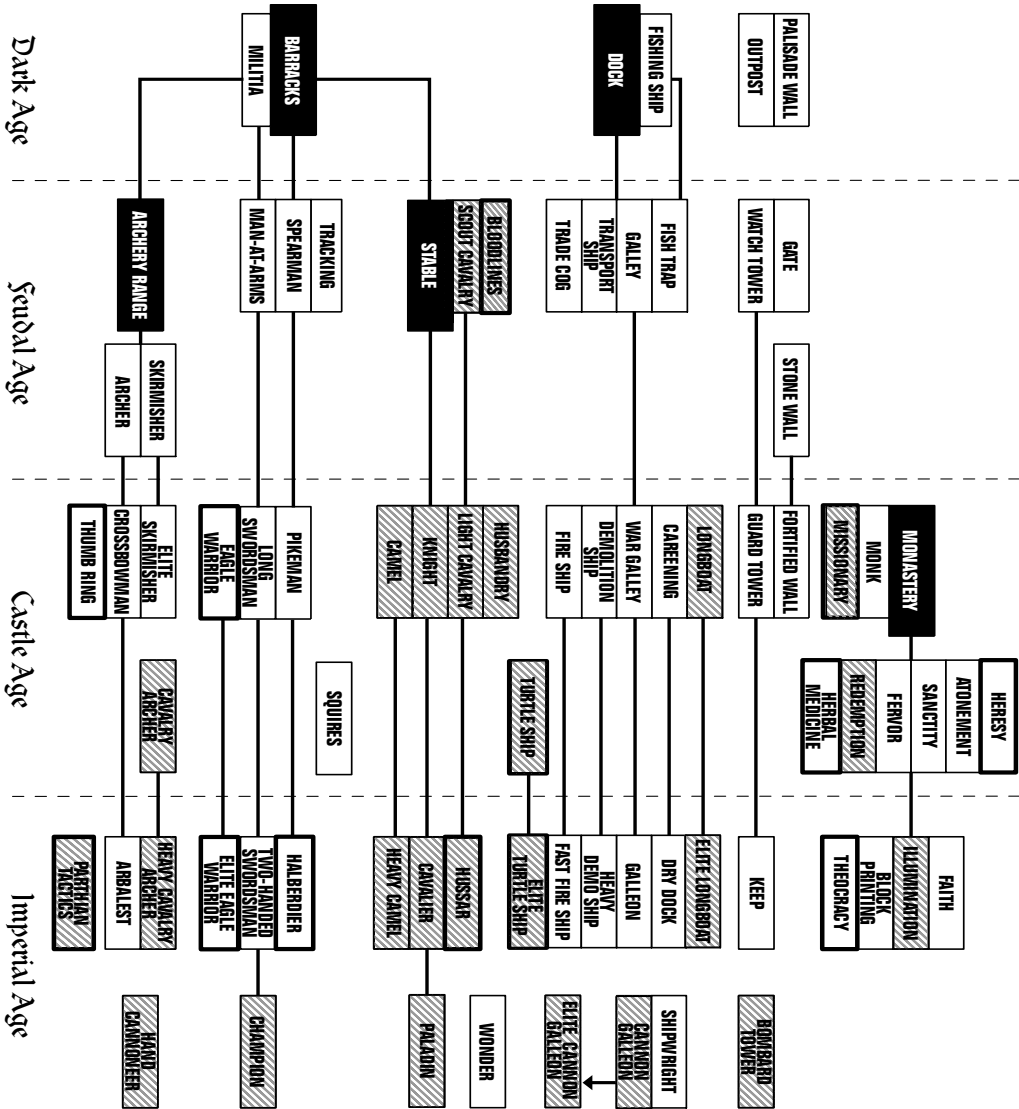 Dark Age
Feudal Age
Castle Age
Imperial Age
PALISADE WALL
OUTPOST
FISHING SHIP
DOCK
BARRACKS
MILITIA
GATE
WATCH TOWER
STONE WALL
FISH TRAP
GALLEY
TRANSPORT
SHIP
TRADE COG
BLOODLINES
SCOUT CAVALRY
STABLE
TRACKING
SPEARMAN
MAN-AT-ARMS
ARCHERY RANGE
SKIRMISHER
ARCHER
MONASTERY
MONK
MISSIONARY
HERESY
ATONEMENT
SANCTITY
FERVOR
REDEMPTION
HERBAL
MEDICINE
FORTIFIED WALL
GUARD TOWER
LONGBOAT
CAREENING
WAR GALLEY
DEMOLITION
SHIP
FIRE SHIP
TURTLE SHIP
HUSBANDRY
LIGHT CAVALRY
KNIGHT
CAMEL
SQUIRES
PIKEMAN
LONG
SWORDSMAN
EAGLE
WARRIOR
ELITE
SKIRMISHER
CROSSBOWMAN
THUMB RING
CAVALRY
ARCHER
FAITH
ILLUMINATION
BLOCK
PRINTING
THEOCRACY
KEEP
BOMBARD
TOWER
ELITE LONGBOAT
DRY DOCK
GALLEON
HEAVY
DEMO SHIP
FAST FIRE SHIP
ELITE
TURTLE SHIP
SHIPWRIGHT
CANNON
GALLEON
ELITE CANNON
GALLEON
WONDER
HUSSAR
CAVALIER
HEAVY CAMEL
PALADIN
HALBERDIER
TWO-HANDED
SWORDSMAN
ELITE EAGLE
WARRIOR
CHAMPION
HEAVY CAVALRY
ARCHER
ARBALEST
PARTHIAN
TACTICS
HAND
CANNONEER